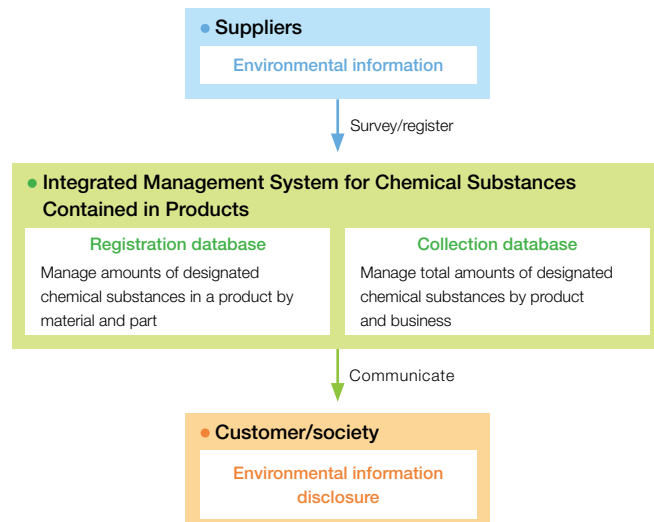 ● Suppliers
Environmental information
Survey/register
● Integrated Management System for Chemical Substances
Contained in Products
Registration database
Manage amounts of designated
chemical substances in a product by
material and part
Collection database
Manage total amounts of designated
chemical substances by product
and business
Communicate
● Customer/society
Environmental information
disclosure